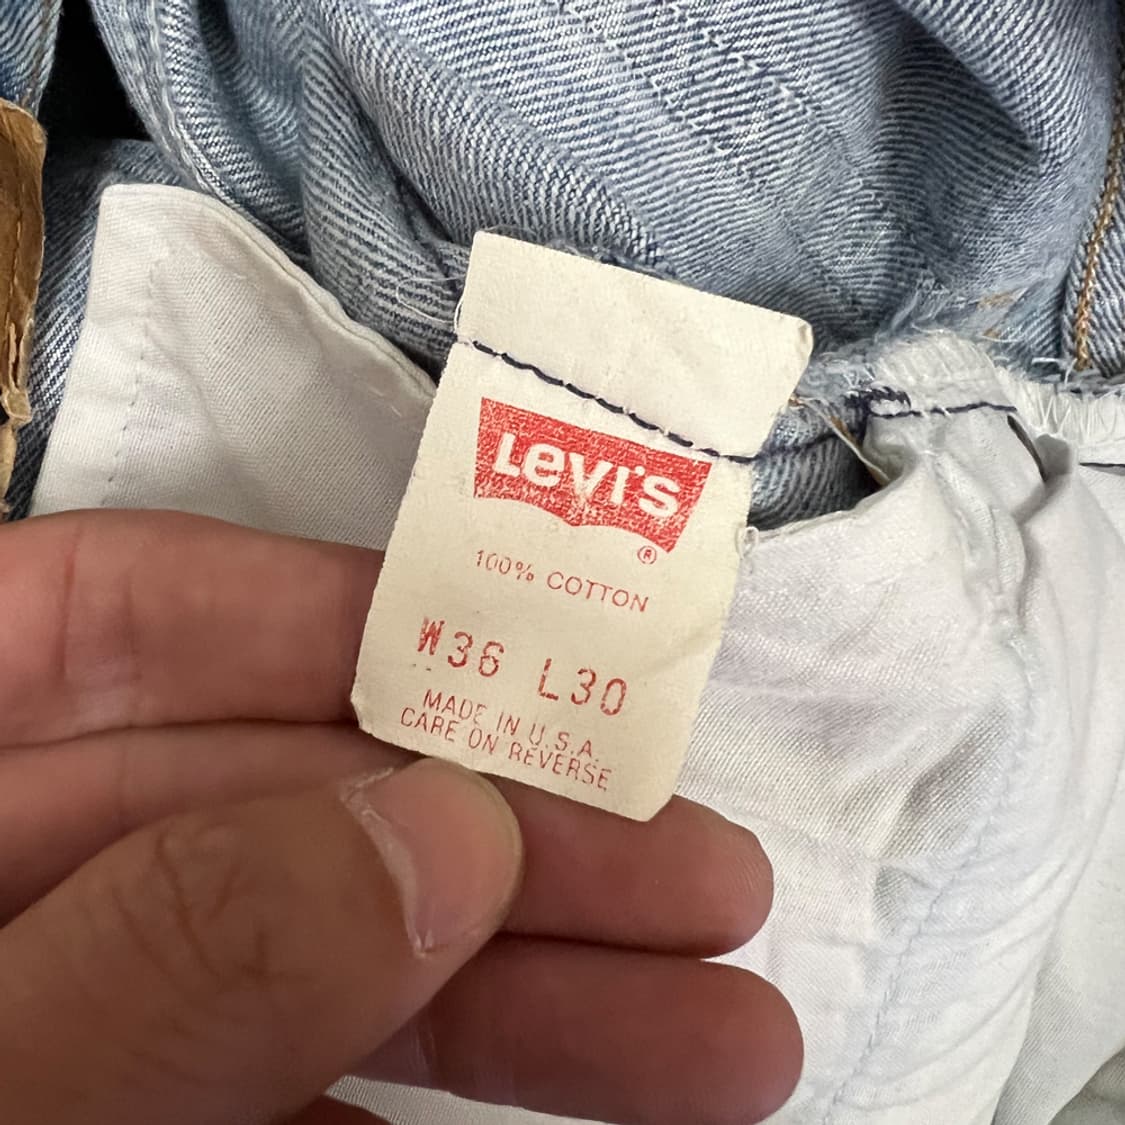 Levi's
®
100% COTTON
W36 L30
MADE IN U.S.A.
CARE ON REVERSE